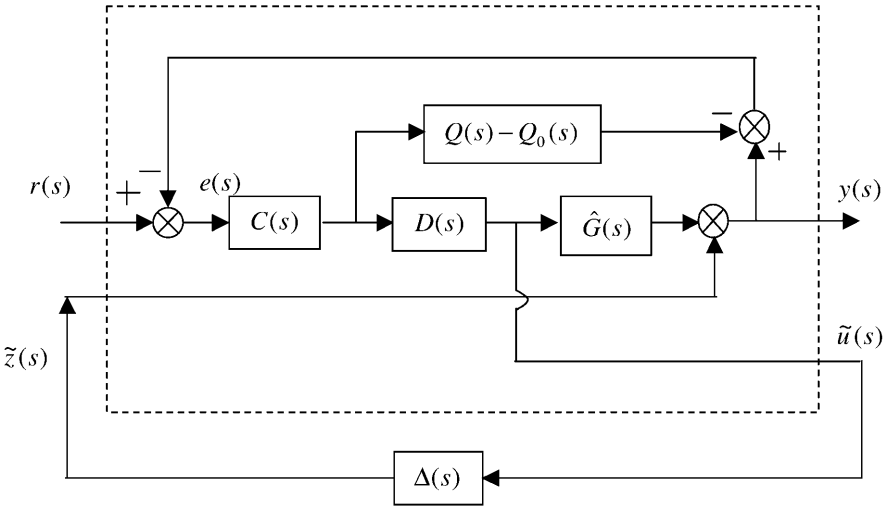 Q(s) − Q₀(s)
−
+
r(s)
+
−
e(s)
C(s)
D(s)
Ĝ(s)
y(s)
z̃(s)
ũ(s)
Δ(s)